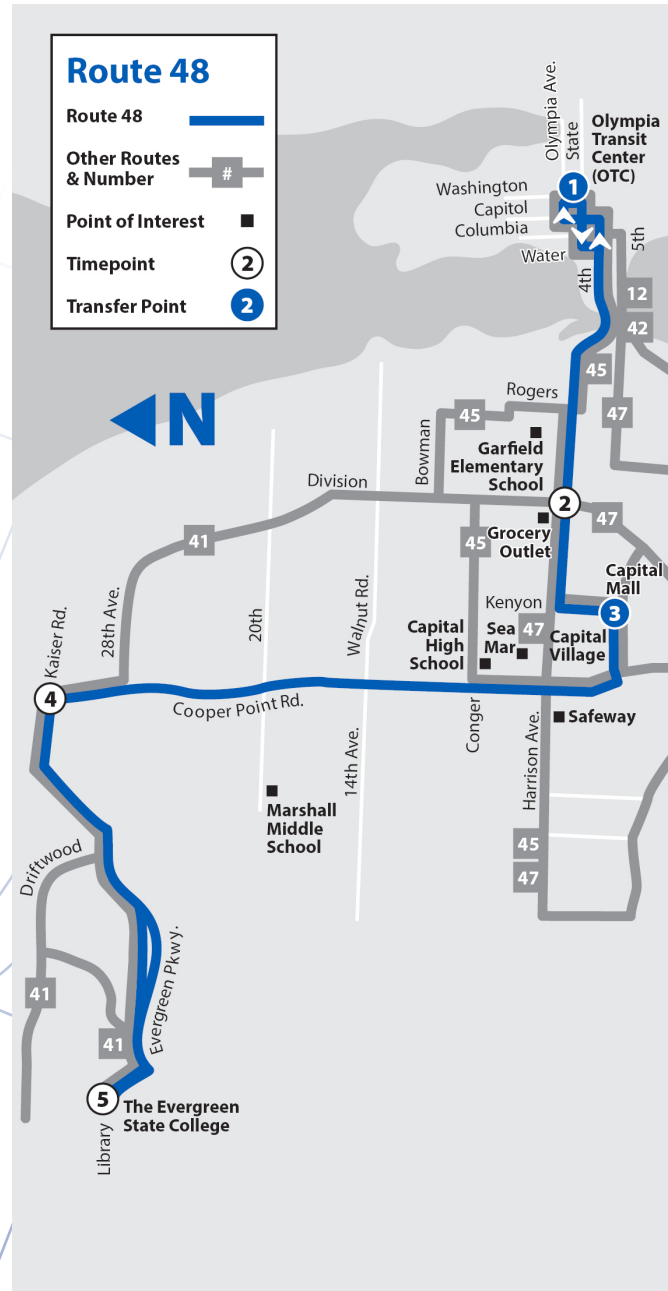 Route 48
Route 48
Other Routes
& Number
#
Point of Interest
Timepoint
2
Transfer Point
2
N
Olympia Ave.
State
Olympia
Transit
Center
(OTC)
1
Washington
Capitol
Columbia
Water
4th
5th
12
42
45
47
Rogers
45
Bowman
Garfield
Elementary
School
Division
2
47
Grocery
Outlet
45
41
Capital
Mall
3
Kenyon
47
Capital
Village
Sea
Mar
Capital
High
School
Kaiser Rd.
28th Ave.
20th
Walnut Rd.
4
Cooper Point Rd.
Safeway
Conger
Harrison Ave.
14th Ave.
Marshall
Middle
School
45
47
Driftwood
Evergreen Pkwy.
41
41
5
The Evergreen
State College
Library